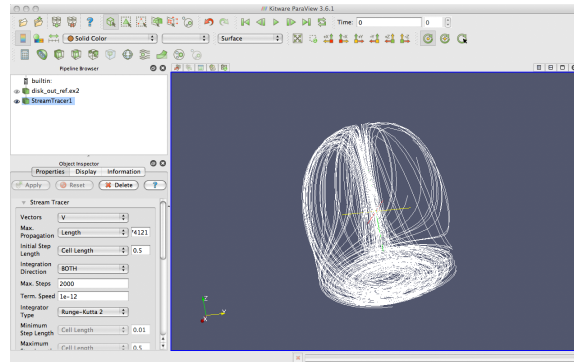 Kitware ParaView 3.6.1
Time: 0 0
Solid Color Surface
Pipeline Browser
builtin:
disk_out_ref.ex2
StreamTracer1
Object Inspector
Properties Display Information
Apply Reset Delete ?
Stream Tracer
Vectors V
Max.
Propagation Length
Initial Step
Length Cell Length 0.5
Integration
Direction BOTH
Max. Steps 2000
Term. Speed 1e-12
Integrator
Type Runge-Kutta 2
Minimum
Step Length Cell Length 0.01
Maximum
Cell Length 0.5
Z
Y
X